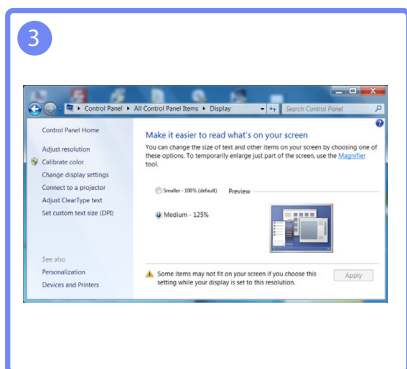 3
Control Panel ▸ All Control Panel Items ▸ Display
Search Control Panel
Control Panel Home
Adjust resolution
Calibrate color
Change display settings
Connect to a projector
Adjust ClearType text
Set custom text size (DPI)
See also
Personalization
Devices and Printers
Make it easier to read what's on your screen
You can change the size of text and other items on your screen by choosing one of
these options. To temporarily enlarge just part of the screen, use the Magnifier
tool.
Smaller - 100% (default)
Preview
Medium - 125%
Some items may not fit on your screen if you choose this
setting while your display is set to this resolution.
Apply